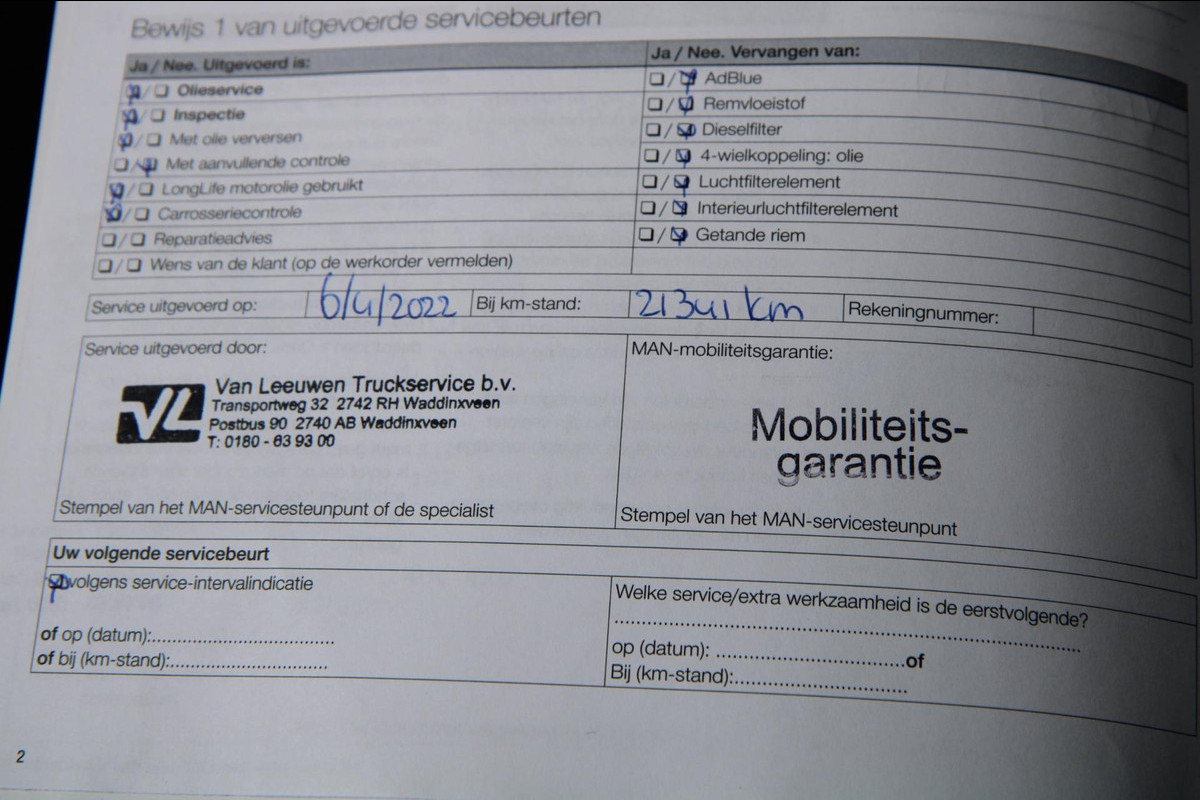 Bewijs 1 van uitgevoerde servicebeurten
Ja / Nee. Uitgevoerd is:
☒ / ☐ Olieservice
☒ / ☐ Inspectie
☒ / ☐ Met olie verversen
☐ / ☒ Met aanvullende controle
☒ / ☐ LongLife motorolie gebruikt
☒ / ☐ Carrosseriecontrole
☐ / ☐ Reparatieadvies
☐ / ☐ Wens van de klant (op de werkorder vermelden)
Ja / Nee. Vervangen van:
☐ / ☒ AdBlue
☐ / ☒ Remvloeistof
☐ / ☒ Dieselfilter
☐ / ☒ 4-wielkoppeling: olie
☐ / ☒ Luchtfilterelement
☐ / ☒ Interieurluchtfilterelement
☐ / ☒ Getande riem
Service uitgevoerd op: 6/4/2022 Bij km-stand: 21341 km Rekeningnummer:
Service uitgevoerd door:
VL
Van Leeuwen Truckservice b.v.
Transportweg 32 2742 RH Waddinxveen
Postbus 90 2740 AB Waddinxveen
T: 0180 - 63 93 00
Stempel van het MAN-servicesteunpunt of de specialist
MAN-mobiliteitsgarantie:
Mobiliteits-
garantie
Stempel van het MAN-servicesteunpunt
Uw volgende servicebeurt
☒ volgens service-intervalindicatie
of op (datum):..............................
of bij (km-stand):..........................
Welke service/extra werkzaamheid is de eerstvolgende?
................................................................................
op (datum): ..............................of
Bij (km-stand):............................
2